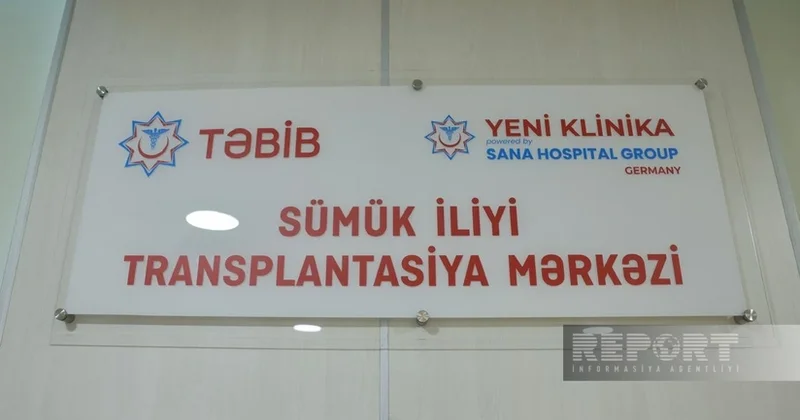 TƏBİB
YENİ KLİNİKA
powered by
SANA HOSPITAL GROUP
GERMANY
SÜMÜK İLİYİ
TRANSPLANTASİYA MƏRKƏZİ
REPORT
İNFORMASİYA AGENTLİYİ